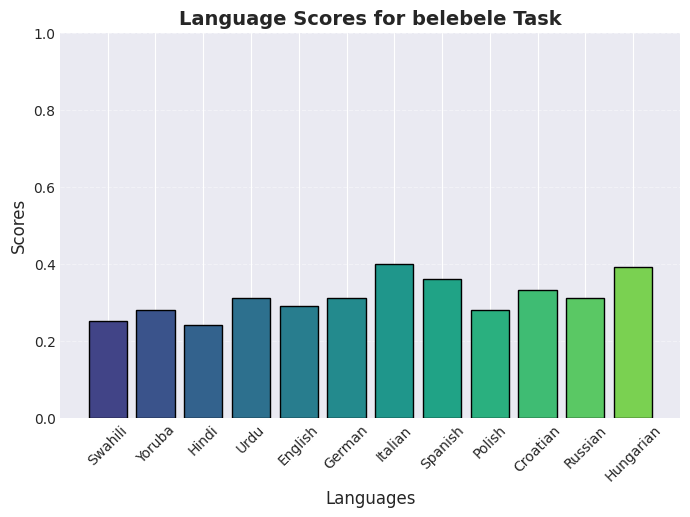 Language Scores for belebele Task
1.0
0.8
0.6
0.4
0.2
0.0
Scores
Swahili
Yoruba
Hindi
Urdu
English
German
Italian
Spanish
Polish
Croatian
Russian
Hungarian
Languages